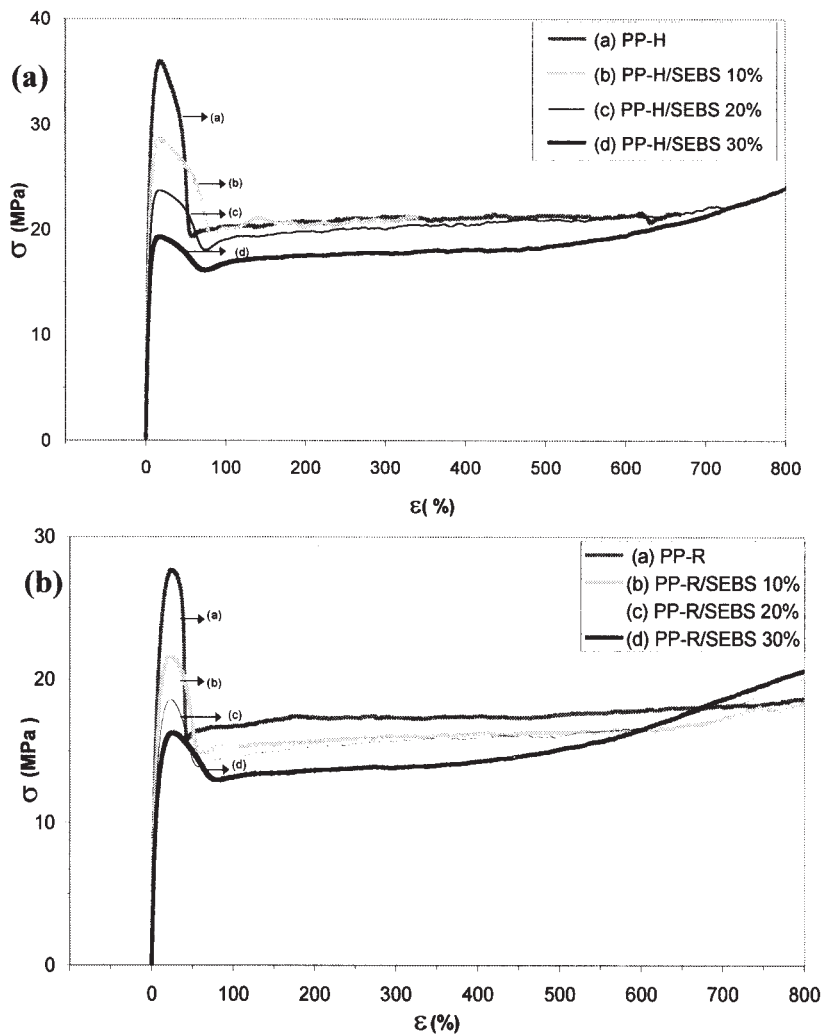 (a)
40
30
20
10
0
σ (MPa)
(a) PP-H
(b) PP-H/SEBS 10%
(c) PP-H/SEBS 20%
(d) PP-H/SEBS 30%
(a)
(b)
(c)
(d)
0 100 200 300 400 500 600 700 800
ε( %)
(b)
30
20
10
0
σ (MPa)
(a) PP-R
(b) PP-R/SEBS 10%
(c) PP-R/SEBS 20%
(d) PP-R/SEBS 30%
(a)
(b)
(c)
(d)
0 100 200 300 400 500 600 700 800
ε(%)